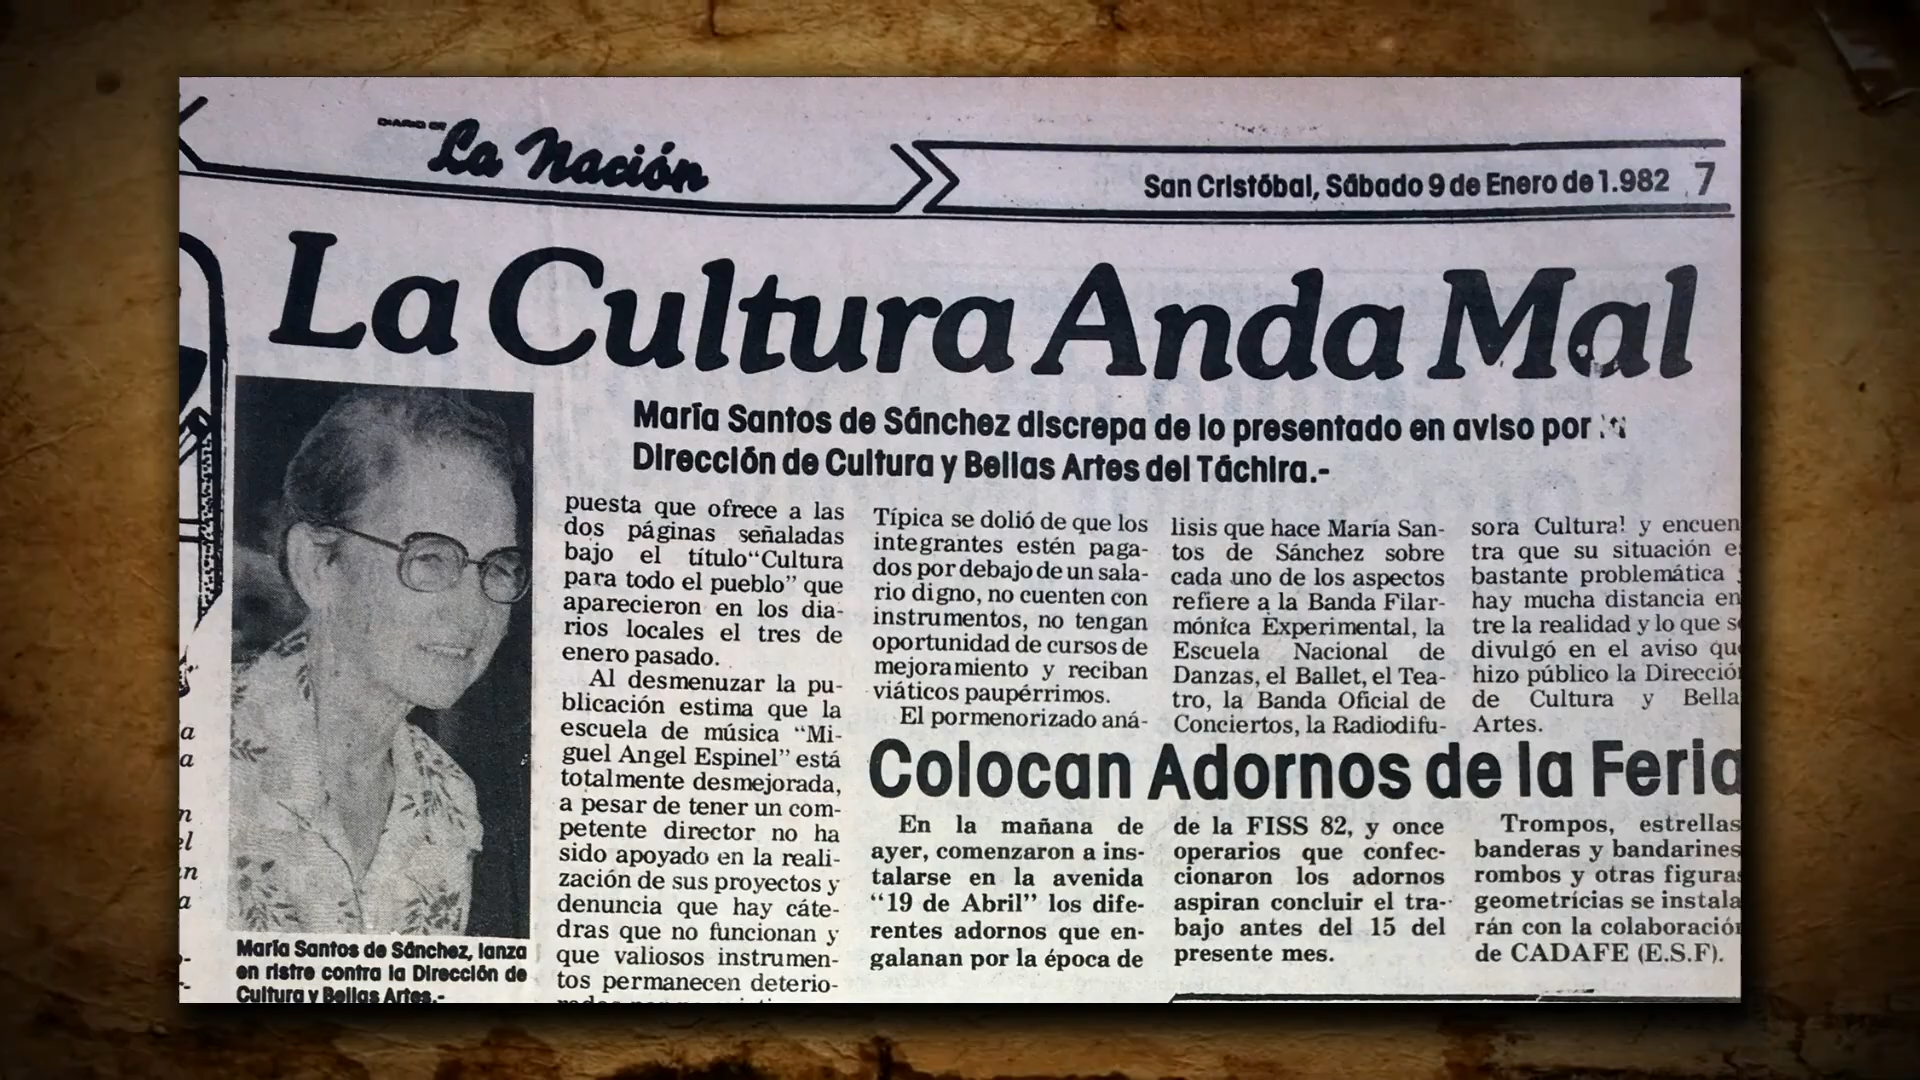 DIARIO DE
La Nación
San Cristóbal, Sábado 9 de Enero de 1.982 7
La Cultura Anda Mal
María Santos de Sánchez discrepa de lo presentado en aviso por
Dirección de Cultura y Bellas Artes del Táchira.-
puesta que ofrece a las
dos páginas señaladas
bajo el título "Cultura
para todo el pueblo" que
aparecieron en los dia-
rios locales el tres de
enero pasado.
Al desmenuzar la pu-
blicación estima que la
escuela de música "Mi-
guel Angel Espinel" está
totalmente desmejorada,
a pesar de tener un com-
petente director no ha
sido apoyado en la reali-
zación de sus proyectos y
denuncia que hay cáte-
dras que no funcionan y
que valiosos instrumen-
tos permanecen deterio-
Típica se dolió de que los
integrantes estén paga-
dos por debajo de un sala-
rio digno, no cuenten con
instrumentos, no tengan
oportunidad de cursos de
mejoramiento y reciban
viáticos paupérrimos.
El pormenorizado aná-
lisis que hace María San-
tos de Sánchez sobre
cada uno de los aspectos
refiere a la Banda Filar-
mónica Experimental, la
Escuela Nacional de
Danzas, el Ballet, el Tea-
tro, la Banda Oficial de
Conciertos, la Radiodifu-
sora Cultural y encuen
tra que su situación e
bastante problemática
hay mucha distancia en
tre la realidad y lo que s
divulgó en el aviso qu
hizo público la Direcció
de Cultura y Bella
Artes.
María Santos de Sánchez, lanza
en ristre contra la Dirección de
Cultura y Bellas Artes.-
Colocan Adornos de la Feria
En la mañana de
ayer, comenzaron a ins-
talarse en la avenida
"19 de Abril" los dife-
rentes adornos que en-
galanan por la época de
de la FISS 82, y once
operarios que confec-
cionaron los adornos
aspiran concluir el tra-
bajo antes del 15 del
presente mes.
Trompos, estrellas
banderas y bandarines
rombos y otras figuras
geometrícias se instala
rán con la colaboración
de CADAFE (E.S.F).
a
a
n
el
n
a